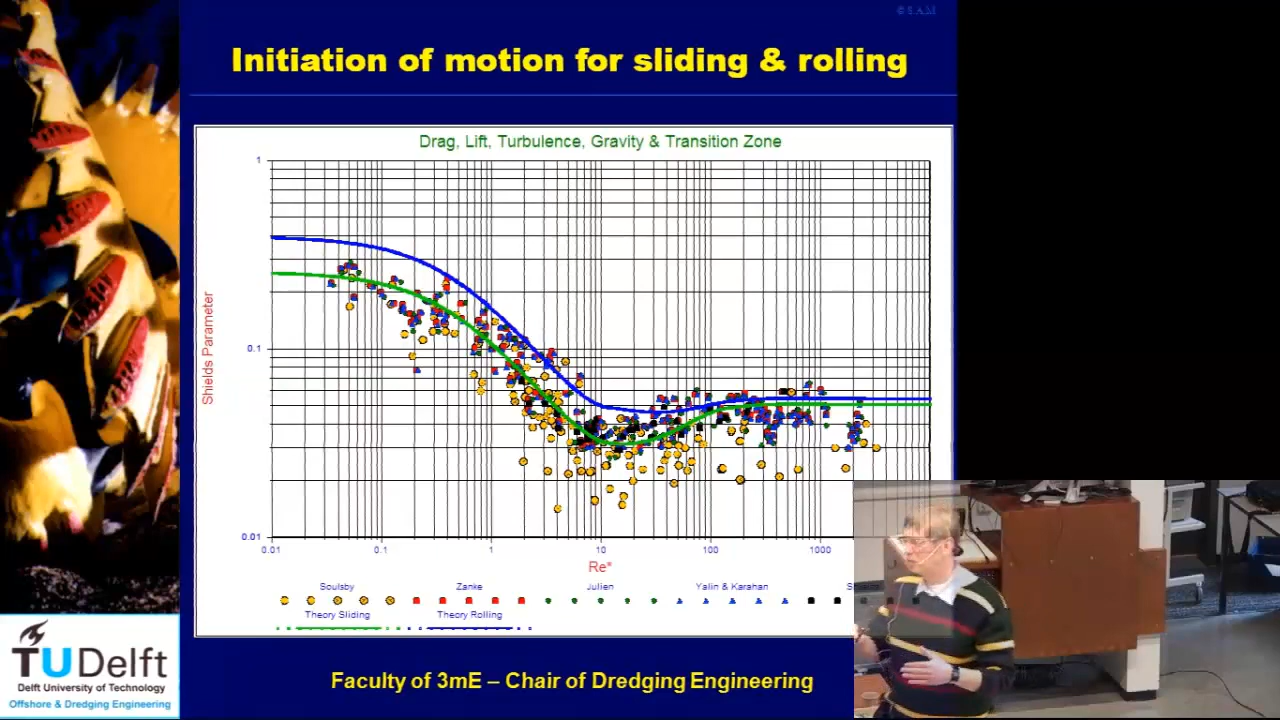 © S.A.M
Initiation of motion for sliding & rolling
Drag, Lift, Turbulence, Gravity & Transition Zone
1
0.1
0.01
Shields Parameter
0.01 0.1 1 10 100 1000
Re*
Soulsby Zanke Julien Yalin & Karahan
Theory Sliding Theory Rolling
TU Delft
Delft University of Technology
Offshore & Dredging Engineering
Faculty of 3mE – Chair of Dredging Engineering